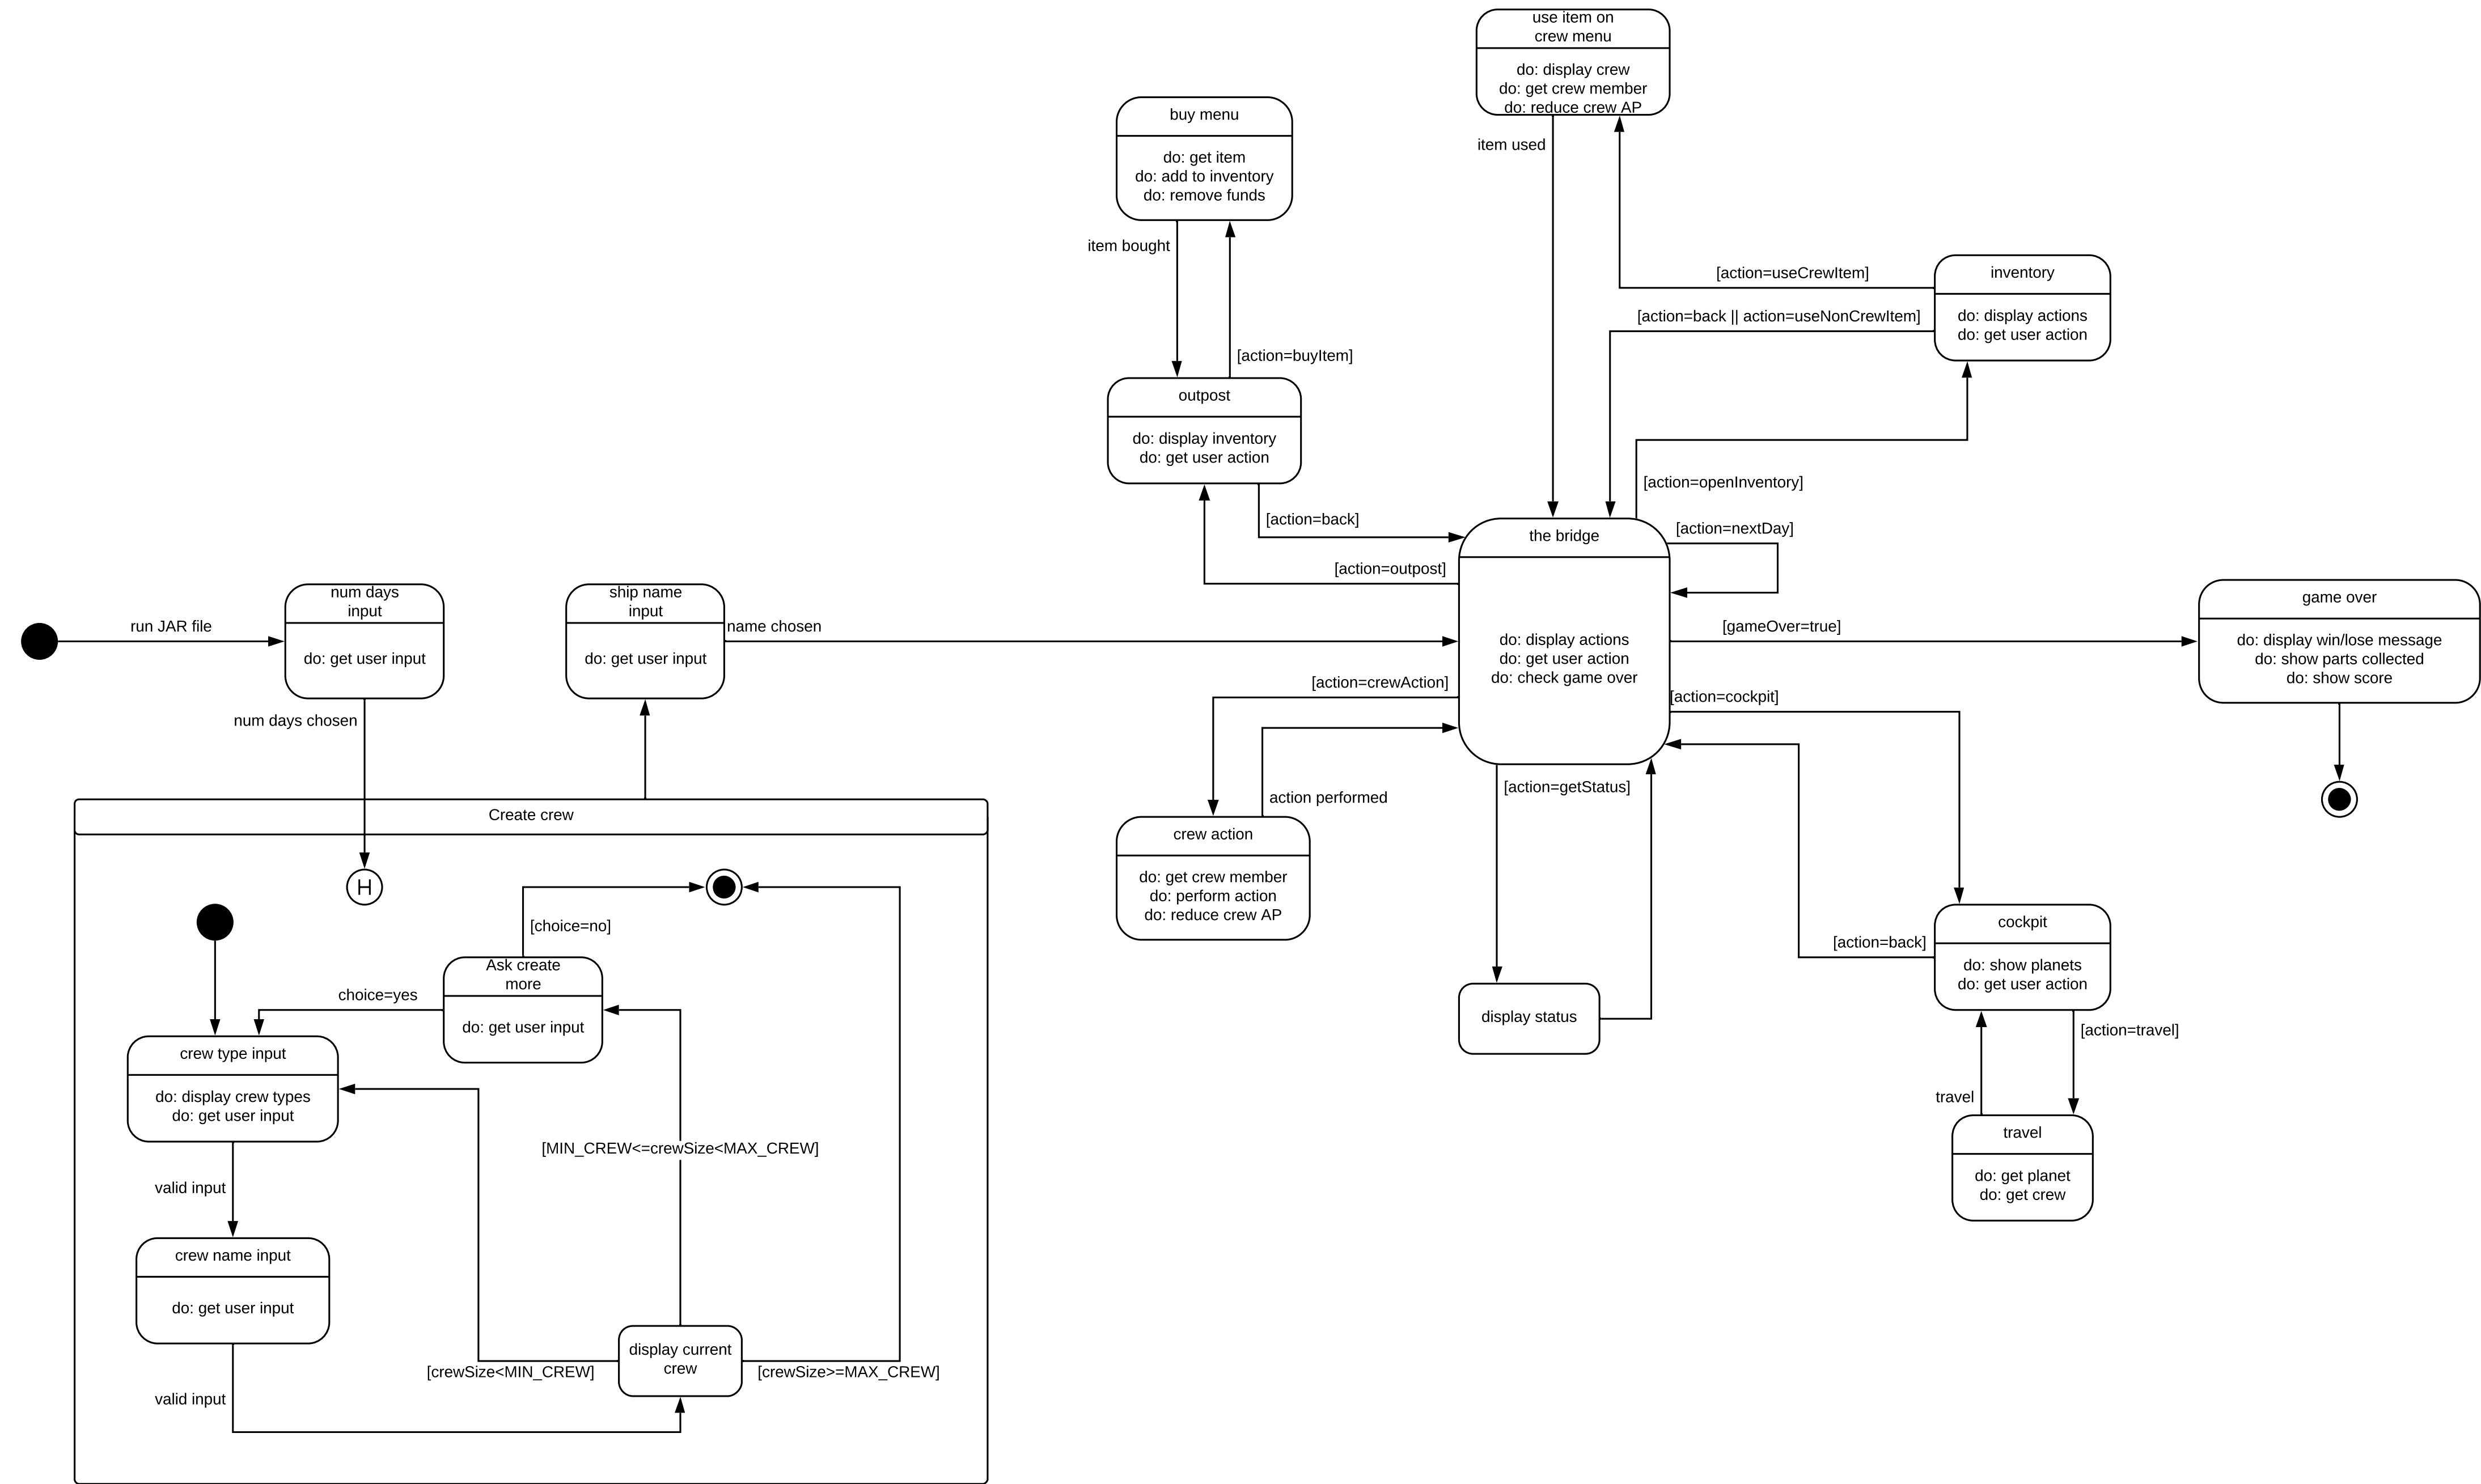 use item on
crew menu
do: display crew
do: get crew member
do: reduce crew AP
buy menu
do: get item
do: add to inventory
do: remove funds
item used
item bought
inventory
do: display actions
do: get user action
[action=useCrewItem]
[action=back || action=useNonCrewItem]
[action=buyItem]
outpost
do: display inventory
do: get user action
[action=openInventory]
[action=back]
[action=nextDay]
the bridge
do: display actions
do: get user action
do: check game over
[action=outpost]
num days
input
do: get user input
ship name
input
do: get user input
run JAR file
name chosen
[gameOver=true]
game over
do: display win/lose message
do: show parts collected
do: show score
[action=crewAction]
[action=cockpit]
num days chosen
[action=getStatus]
action performed
Create crew
crew action
do: get crew member
do: perform action
do: reduce crew AP
H
[choice=no]
cockpit
do: show planets
do: get user action
[action=back]
Ask create
more
do: get user input
choice=yes
display status
[action=travel]
crew type input
do: display crew types
do: get user input
travel
travel
do: get planet
do: get crew
[MIN_CREW<=crewSize<MAX_CREW]
valid input
crew name input
do: get user input
display current
crew
[crewSize<MIN_CREW]
[crewSize>=MAX_CREW]
valid input